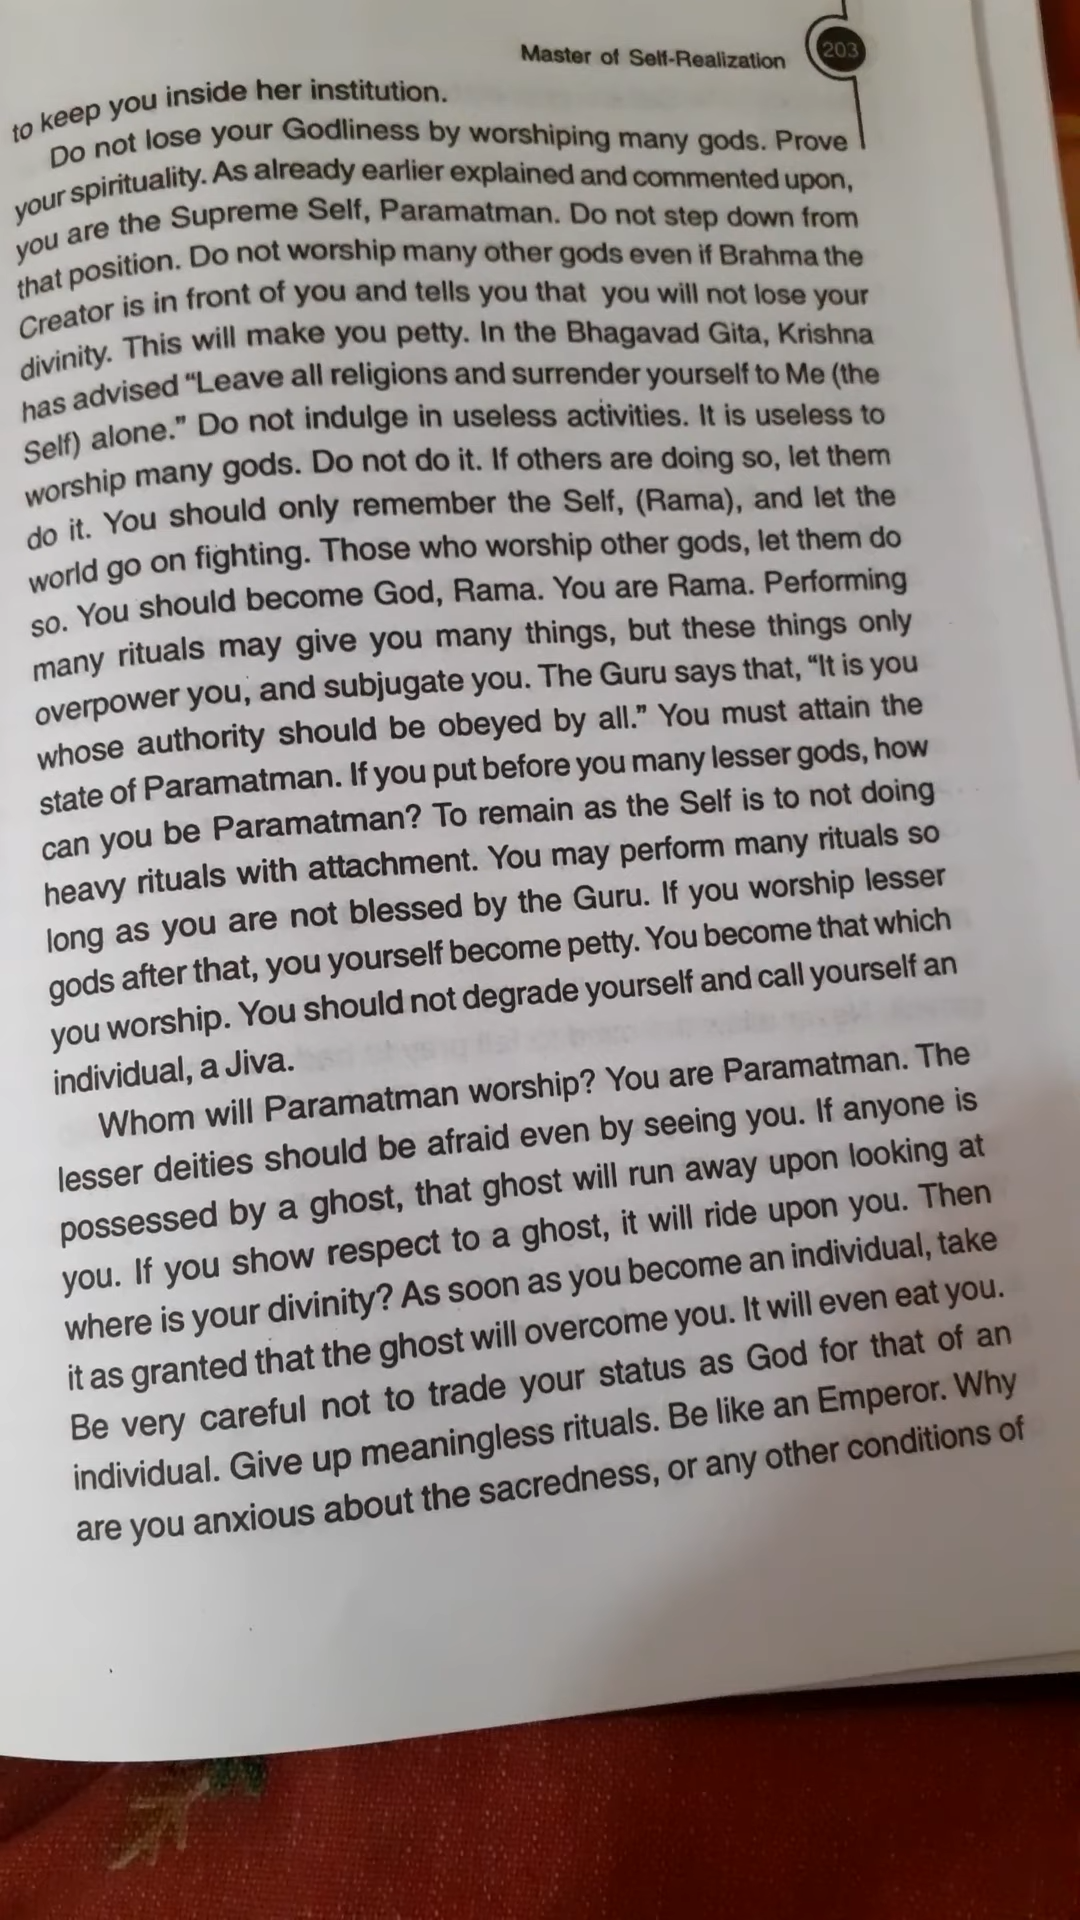 Master of Self-Realization
203
to keep you inside her institution.
Do not lose your Godliness by worshiping many gods. Prove
your spirituality. As already earlier explained and commented upon,
you are the Supreme Self, Paramatman. Do not step down from
that position. Do not worship many other gods even if Brahma the
Creator is in front of you and tells you that you will not lose your
divinity. This will make you petty. In the Bhagavad Gita, Krishna
has advised “Leave all religions and surrender yourself to Me (the
Self) alone.” Do not indulge in useless activities. It is useless to
worship many gods. Do not do it. If others are doing so, let them
do it. You should only remember the Self, (Rama), and let the
world go on fighting. Those who worship other gods, let them do
so. You should become God, Rama. You are Rama. Performing
many rituals may give you many things, but these things only
overpower you, and subjugate you. The Guru says that, “It is you
whose authority should be obeyed by all.” You must attain the
state of Paramatman. If you put before you many lesser gods, how
can you be Paramatman? To remain as the Self is to not doing
heavy rituals with attachment. You may perform many rituals so
long as you are not blessed by the Guru. If you worship lesser
gods after that, you yourself become petty. You become that which
you worship. You should not degrade yourself and call yourself an
individual, a Jiva.
Whom will Paramatman worship? You are Paramatman. The
lesser deities should be afraid even by seeing you. If anyone is
possessed by a ghost, that ghost will run away upon looking at
you. If you show respect to a ghost, it will ride upon you. Then
where is your divinity? As soon as you become an individual, take
it as granted that the ghost will overcome you. It will even eat you.
Be very careful not to trade your status as God for that of an
individual. Give up meaningless rituals. Be like an Emperor. Why
are you anxious about the sacredness, or any other conditions of